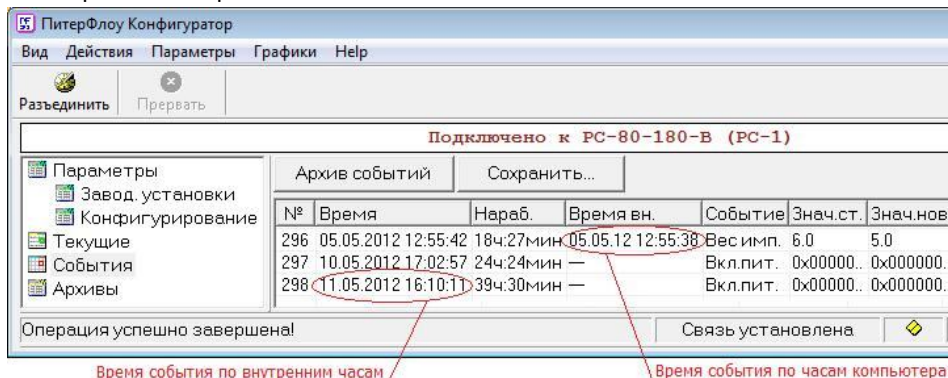 ПитерФлоу Конфигуратор
Вид Действия Параметры Графики Help
Разъединить Прервать
Подключено к РС-80-180-В (РС-1)
Параметры
Завод. установки
Конфигурирование
Текущие
События
Архивы
Архив событий Сохранить...
№ Время Нараб. Время вн. Событие Знач.ст. Знач.нов
296 05.05.2012 12:55:42 18ч:27мин 05.05.12 12:55:38 Вес имп. 6.0 5.0
297 10.05.2012 17:02:57 24ч:24мин — Вкл.пит. 0x00000.. 0x000000.
298 11.05.2012 16:10:11 39ч:30мин — Вкл.пит. 0x00000.. 0x000000.
Операция успешно завершена! Связь установлена
Время события по внутренним часам Время события по часам компьютера